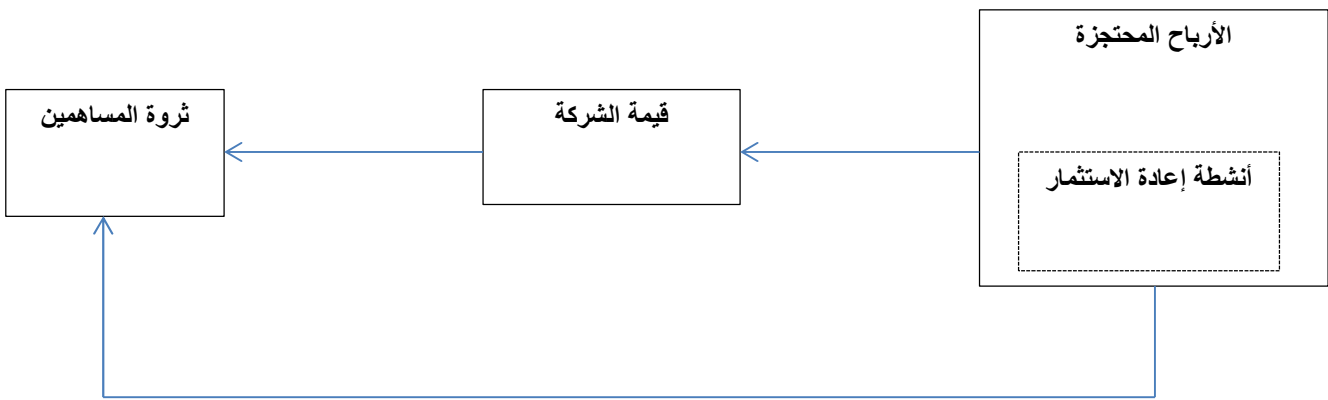 الأرباح المحتجزة
أنشطة إعادة الاستثمار
قيمة الشركة
ثروة المساهمين